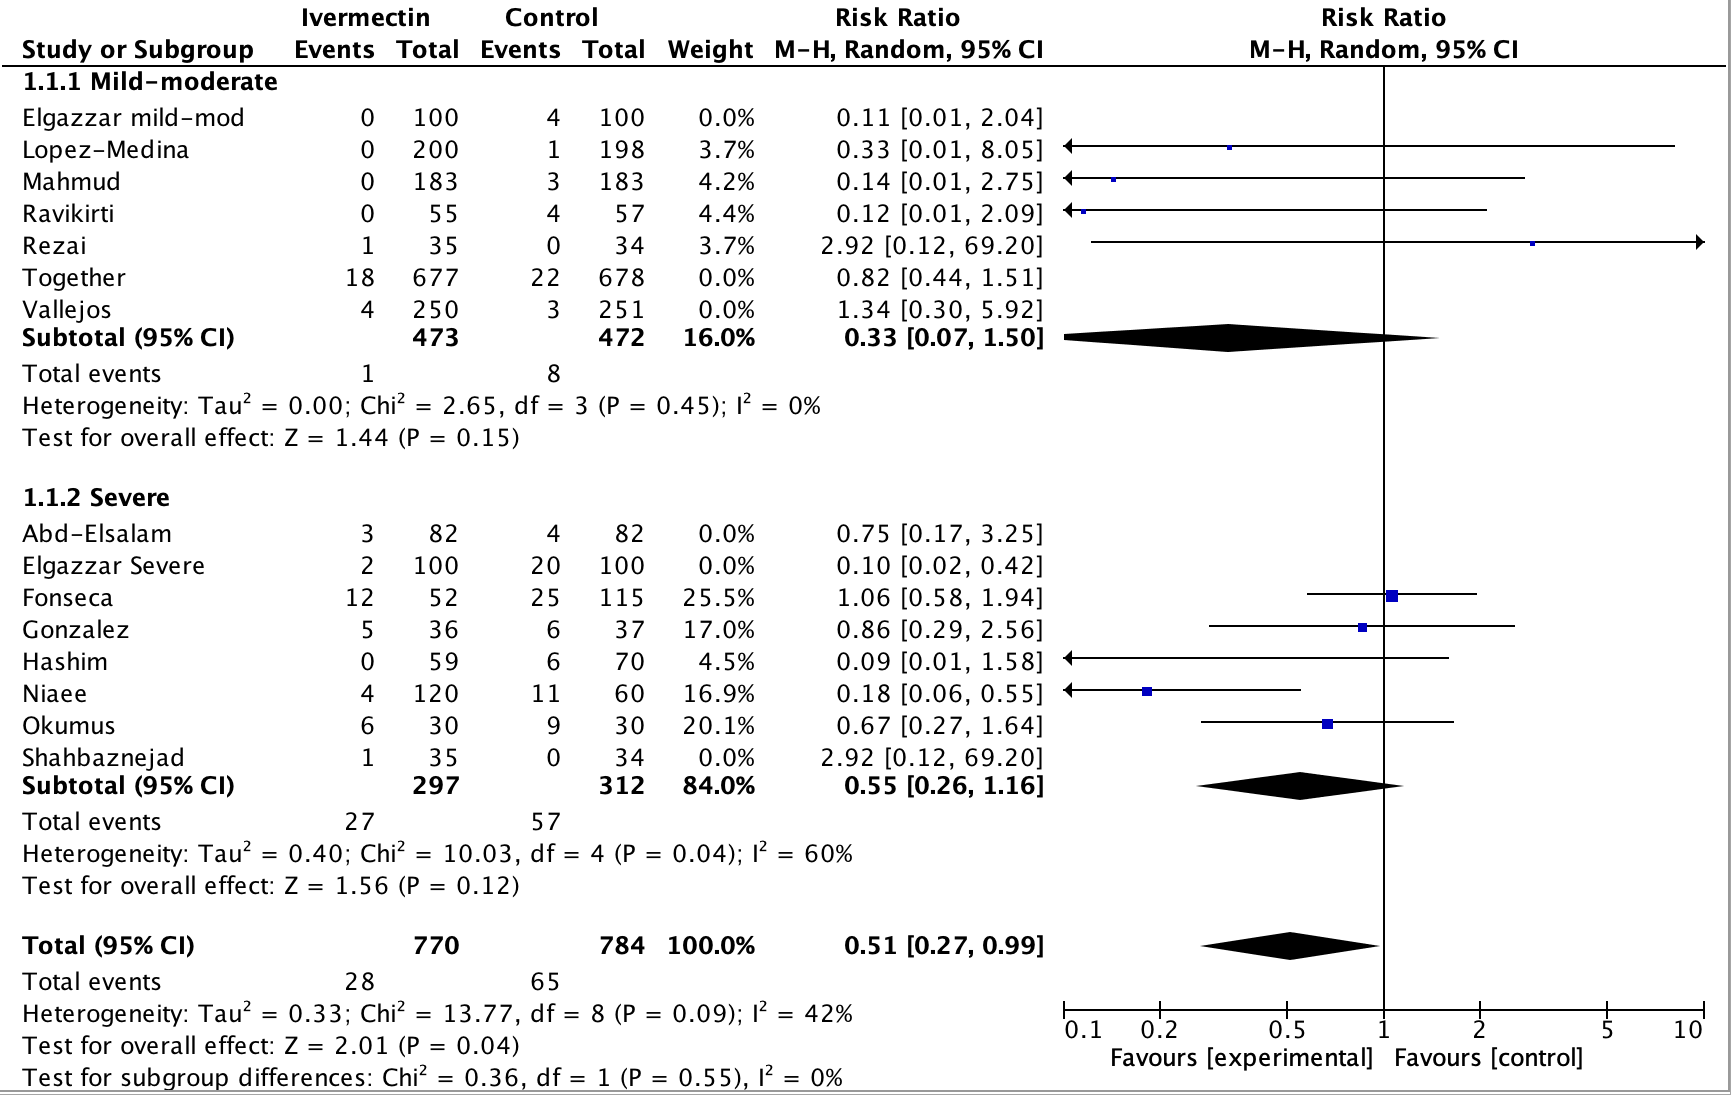 Ivermectin Control Risk Ratio Risk Ratio
Study or Subgroup Events Total Events Total Weight M-H, Random, 95% CI M-H, Random, 95% CI
1.1.1 Mild-moderate
Elgazzar mild-mod 0 100 4 100 0.0% 0.11 [0.01, 2.04]
Lopez-Medina 0 200 1 198 3.7% 0.33 [0.01, 8.05]
Mahmud 0 183 3 183 4.2% 0.14 [0.01, 2.75]
Ravikirti 0 55 4 57 4.4% 0.12 [0.01, 2.09]
Rezai 1 35 0 34 3.7% 2.92 [0.12, 69.20]
Together 18 677 22 678 0.0% 0.82 [0.44, 1.51]
Vallejos 4 250 3 251 0.0% 1.34 [0.30, 5.92]
Subtotal (95% CI) 473 472 16.0% 0.33 [0.07, 1.50]
Total events 1 8
Heterogeneity: Tau² = 0.00; Chi² = 2.65, df = 3 (P = 0.45); I² = 0%
Test for overall effect: Z = 1.44 (P = 0.15)
1.1.2 Severe
Abd-Elsalam 3 82 4 82 0.0% 0.75 [0.17, 3.25]
Elgazzar Severe 2 100 20 100 0.0% 0.10 [0.02, 0.42]
Fonseca 12 52 25 115 25.5% 1.06 [0.58, 1.94]
Gonzalez 5 36 6 37 17.0% 0.86 [0.29, 2.56]
Hashim 0 59 6 70 4.5% 0.09 [0.01, 1.58]
Niaee 4 120 11 60 16.9% 0.18 [0.06, 0.55]
Okumus 6 30 9 30 20.1% 0.67 [0.27, 1.64]
Shahbaznejad 1 35 0 34 0.0% 2.92 [0.12, 69.20]
Subtotal (95% CI) 297 312 84.0% 0.55 [0.26, 1.16]
Total events 27 57
Heterogeneity: Tau² = 0.40; Chi² = 10.03, df = 4 (P = 0.04); I² = 60%
Test for overall effect: Z = 1.56 (P = 0.12)
Total (95% CI) 770 784 100.0% 0.51 [0.27, 0.99]
Total events 28 65
Heterogeneity: Tau² = 0.33; Chi² = 13.77, df = 8 (P = 0.09); I² = 42%
Test for overall effect: Z = 2.01 (P = 0.04)
Test for subgroup differences: Chi² = 0.36, df = 1 (P = 0.55), I² = 0%
0.1 0.2 0.5 1 2 5 10
Favours [experimental] Favours [control]